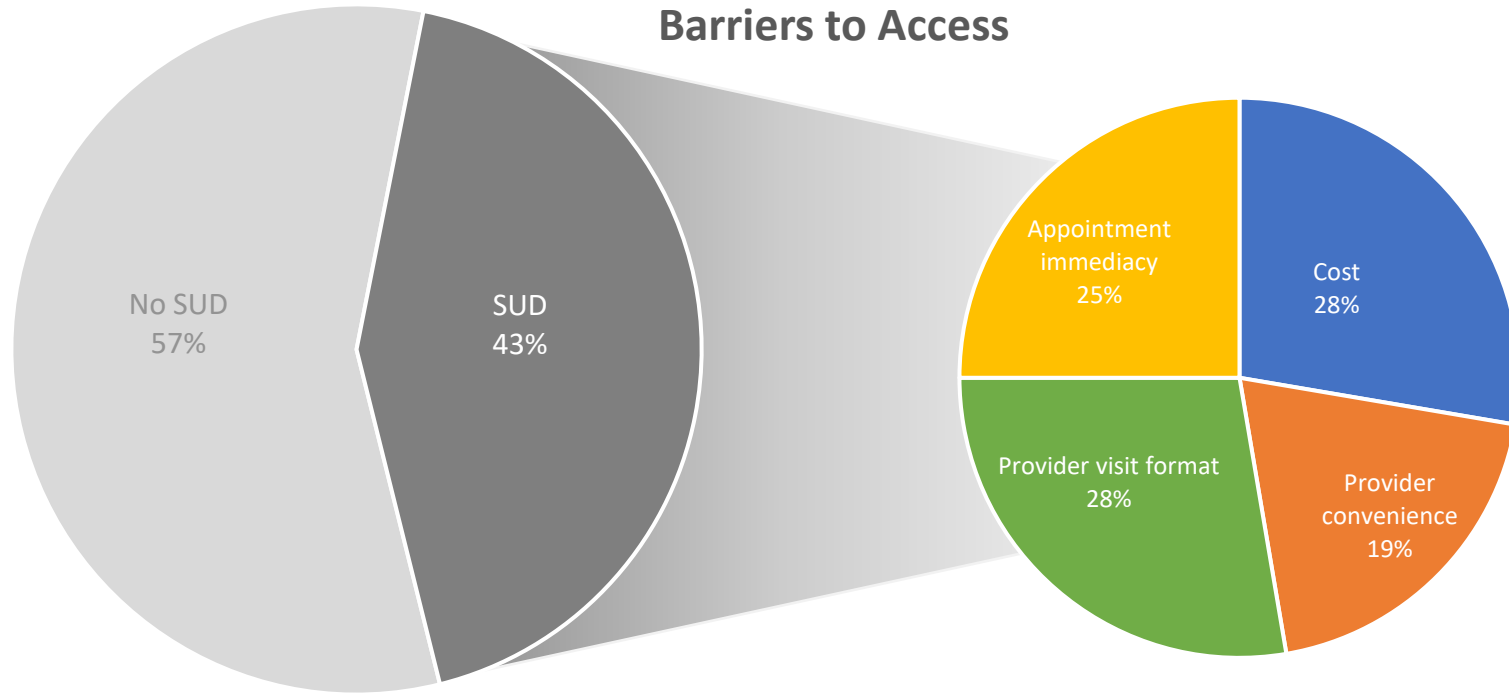 Barriers to Access
No SUD
57%
SUD
43%
Appointment
immediacy
25%
Cost
28%
Provider visit format
28%
Provider
convenience
19%